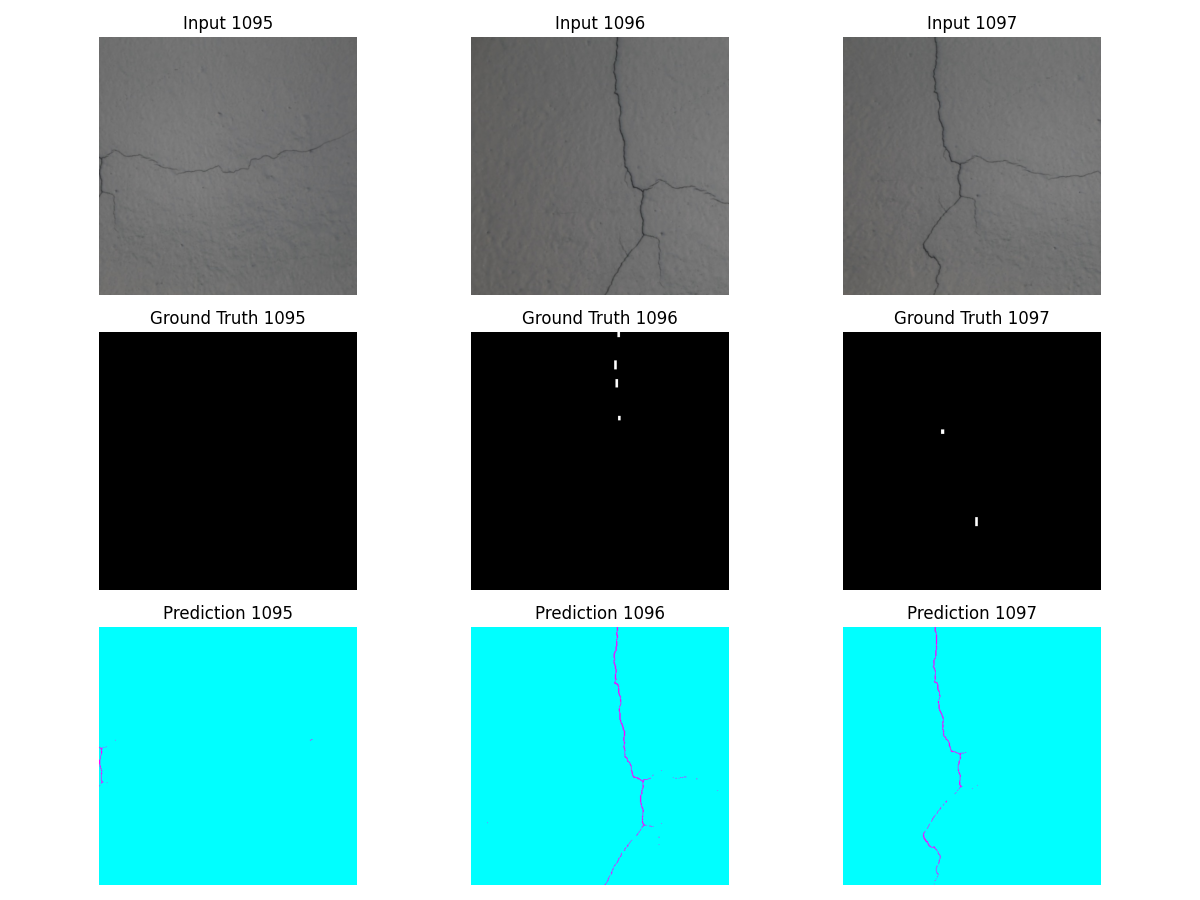 Input 1095
Input 1096
Input 1097
Ground Truth 1095
Ground Truth 1096
Ground Truth 1097
Prediction 1095
Prediction 1096
Prediction 1097